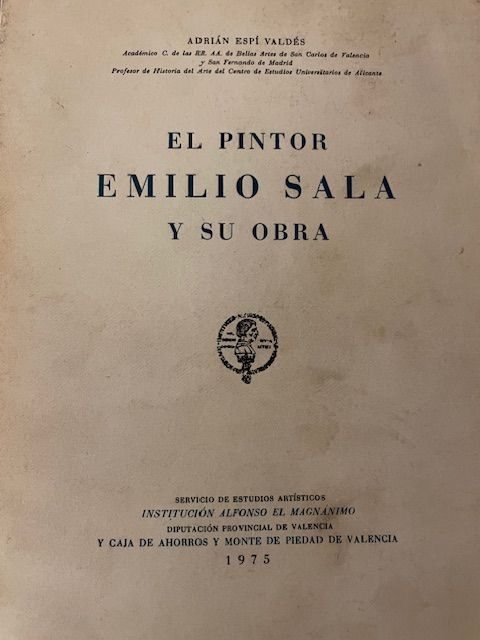 ADRIÁN ESPÍ VALDÉS
Académico C. de las RR. AA. de Bellas Artes de San Carlos de Valencia
y San Fernando de Madrid
Profesor de Historia del Arte del Centro de Estudios Universitarios de Alicante
EL PINTOR
EMILIO SALA
Y SU OBRA
SERVICIO DE ESTUDIOS ARTÍSTICOS
INSTITUCIÓN ALFONSO EL MAGNÁNIMO
DIPUTACIÓN PROVINCIAL DE VALENCIA
Y CAJA DE AHORROS Y MONTE DE PIEDAD DE VALENCIA
1975